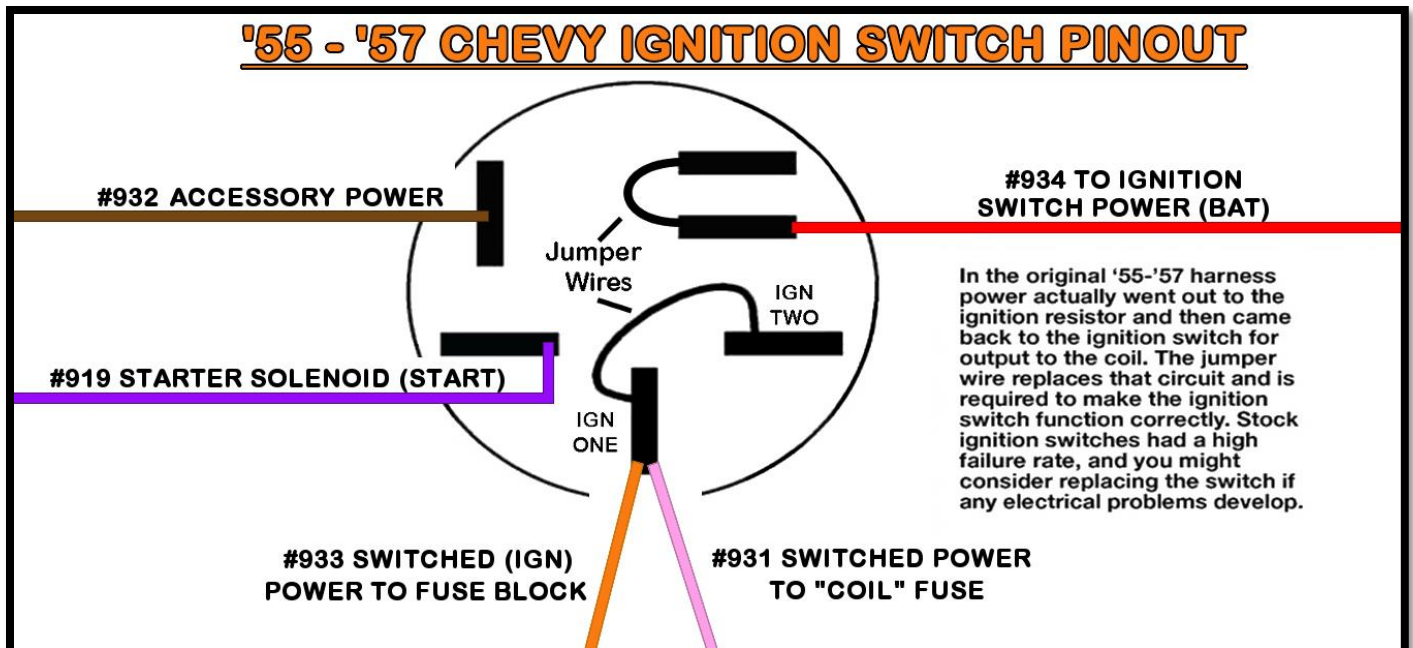 '55 - '57 CHEVY IGNITION SWITCH PINOUT
#932 ACCESSORY POWER
#934 TO IGNITION
SWITCH POWER (BAT)
Jumper
Wires
IGN
TWO
In the original ‘55-’57 harness
power actually went out to the
ignition resistor and then came
back to the ignition switch for
output to the coil. The jumper
wire replaces that circuit and is
required to make the ignition
switch function correctly. Stock
ignition switches had a high
failure rate, and you might
consider replacing the switch if
any electrical problems develop.
#919 STARTER SOLENOID (START)
IGN
ONE
#933 SWITCHED (IGN)
POWER TO FUSE BLOCK
#931 SWITCHED POWER
TO "COIL" FUSE